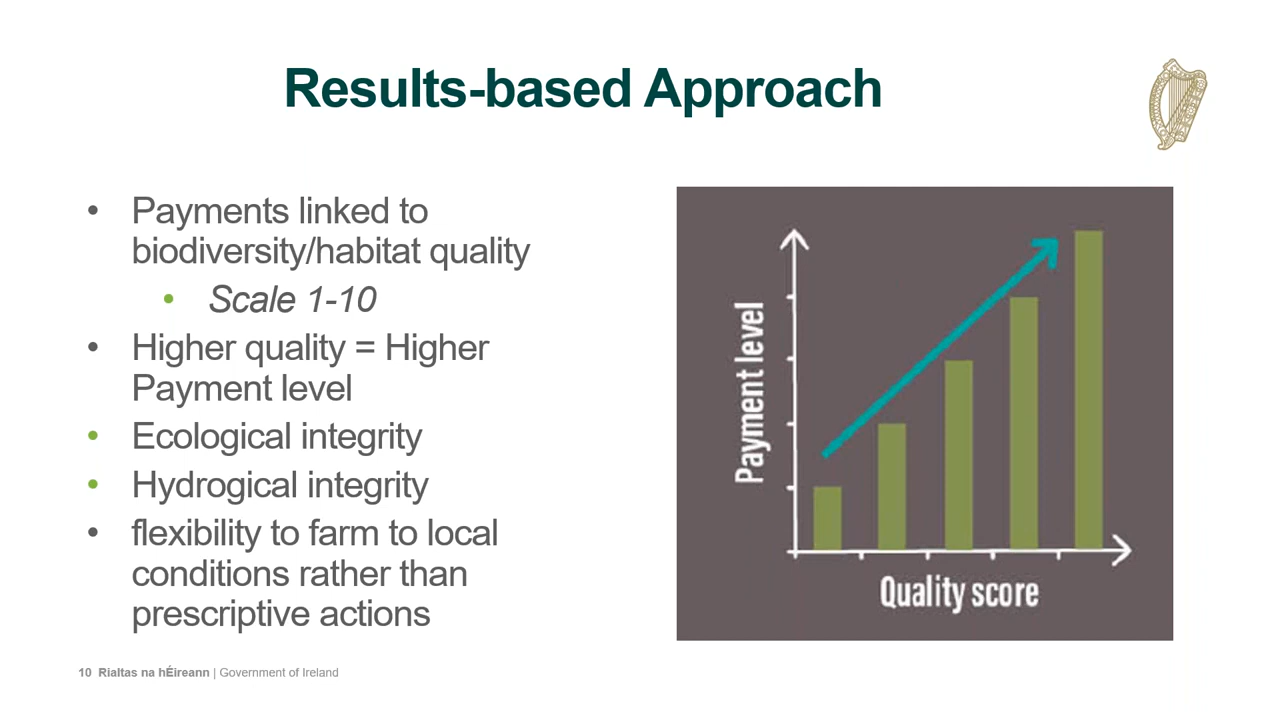 Results-based Approach
• Payments linked to
biodiversity/habitat quality
• Scale 1-10
• Higher quality = Higher
Payment level
• Ecological integrity
• Hydrogical integrity
• flexibility to farm to local
conditions rather than
prescriptive actions
Payment level
Quality score
10 Rialtas na hÉireann | Government of Ireland